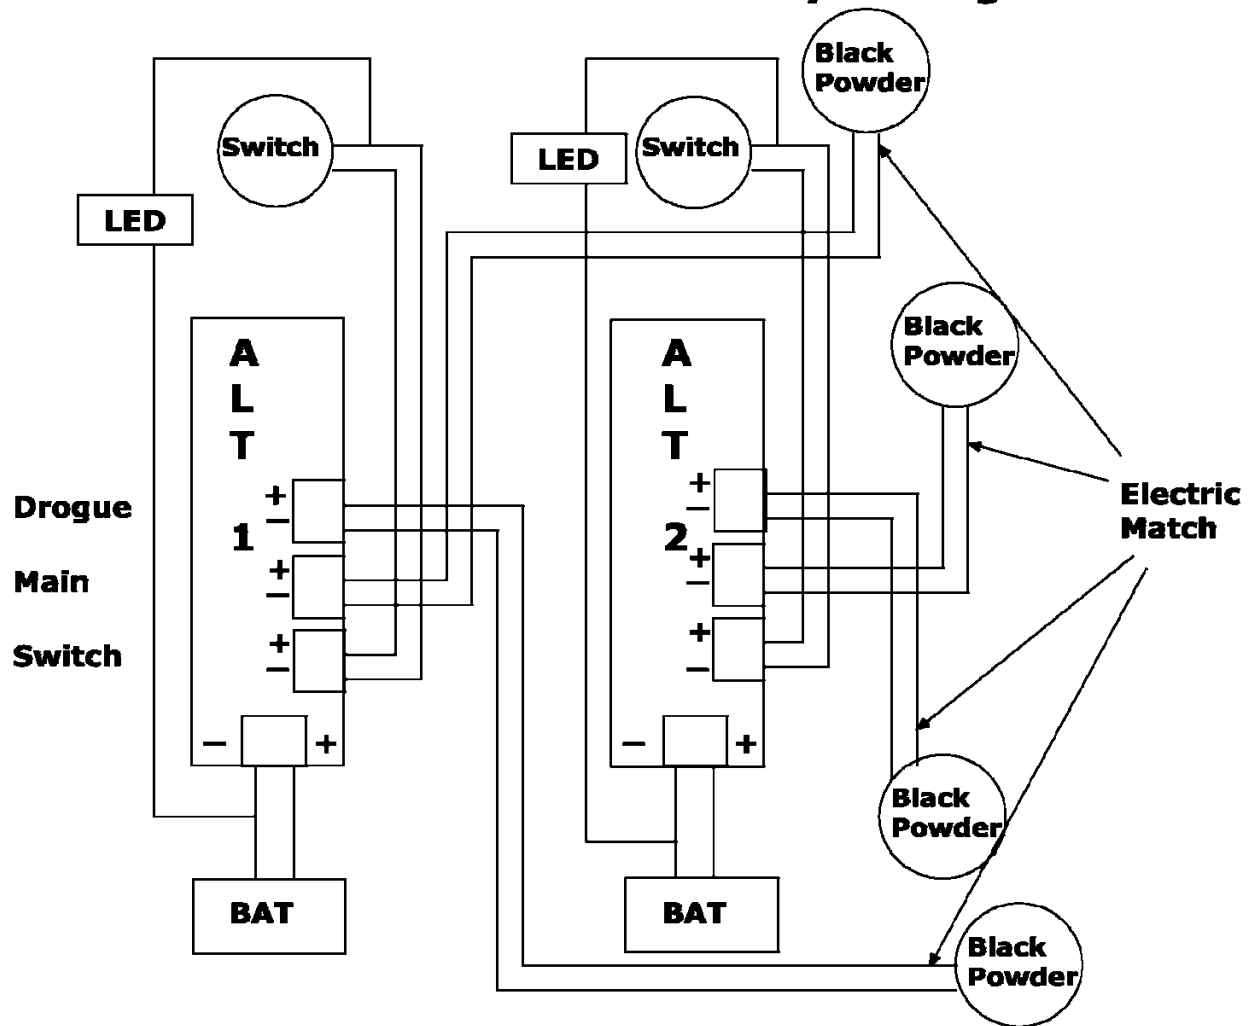 Black
Powder
Switch
LED
Switch
LED
Black
Powder
A
L
T
1
A
L
T
2
Drogue
+
−
Main
+
−
Switch
+
−
+
−
+
−
+
−
Electric
Match
− +
− +
Black
Powder
BAT
BAT
Black
Powder